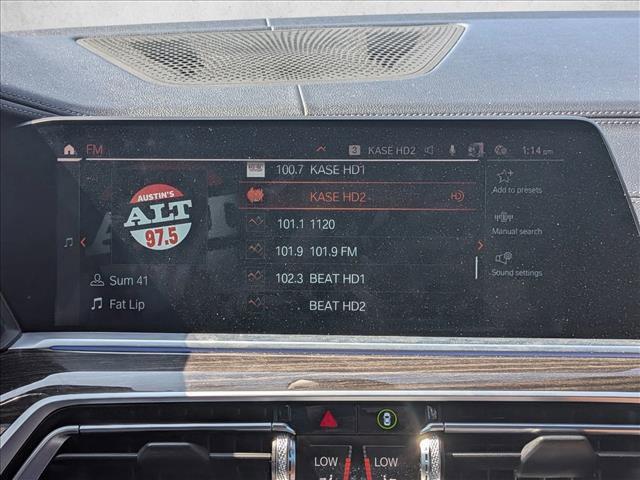 FM
3 KASE HD2
1:14 pm
100.7 KASE HD1
KASE HD2
101.1 1120
101.9 101.9 FM
102.3 BEAT HD1
BEAT HD2
AUSTIN'S
ALT
97.5
Sum 41
Fat Lip
Add to presets
Manual search
Sound settings
LOW LOW